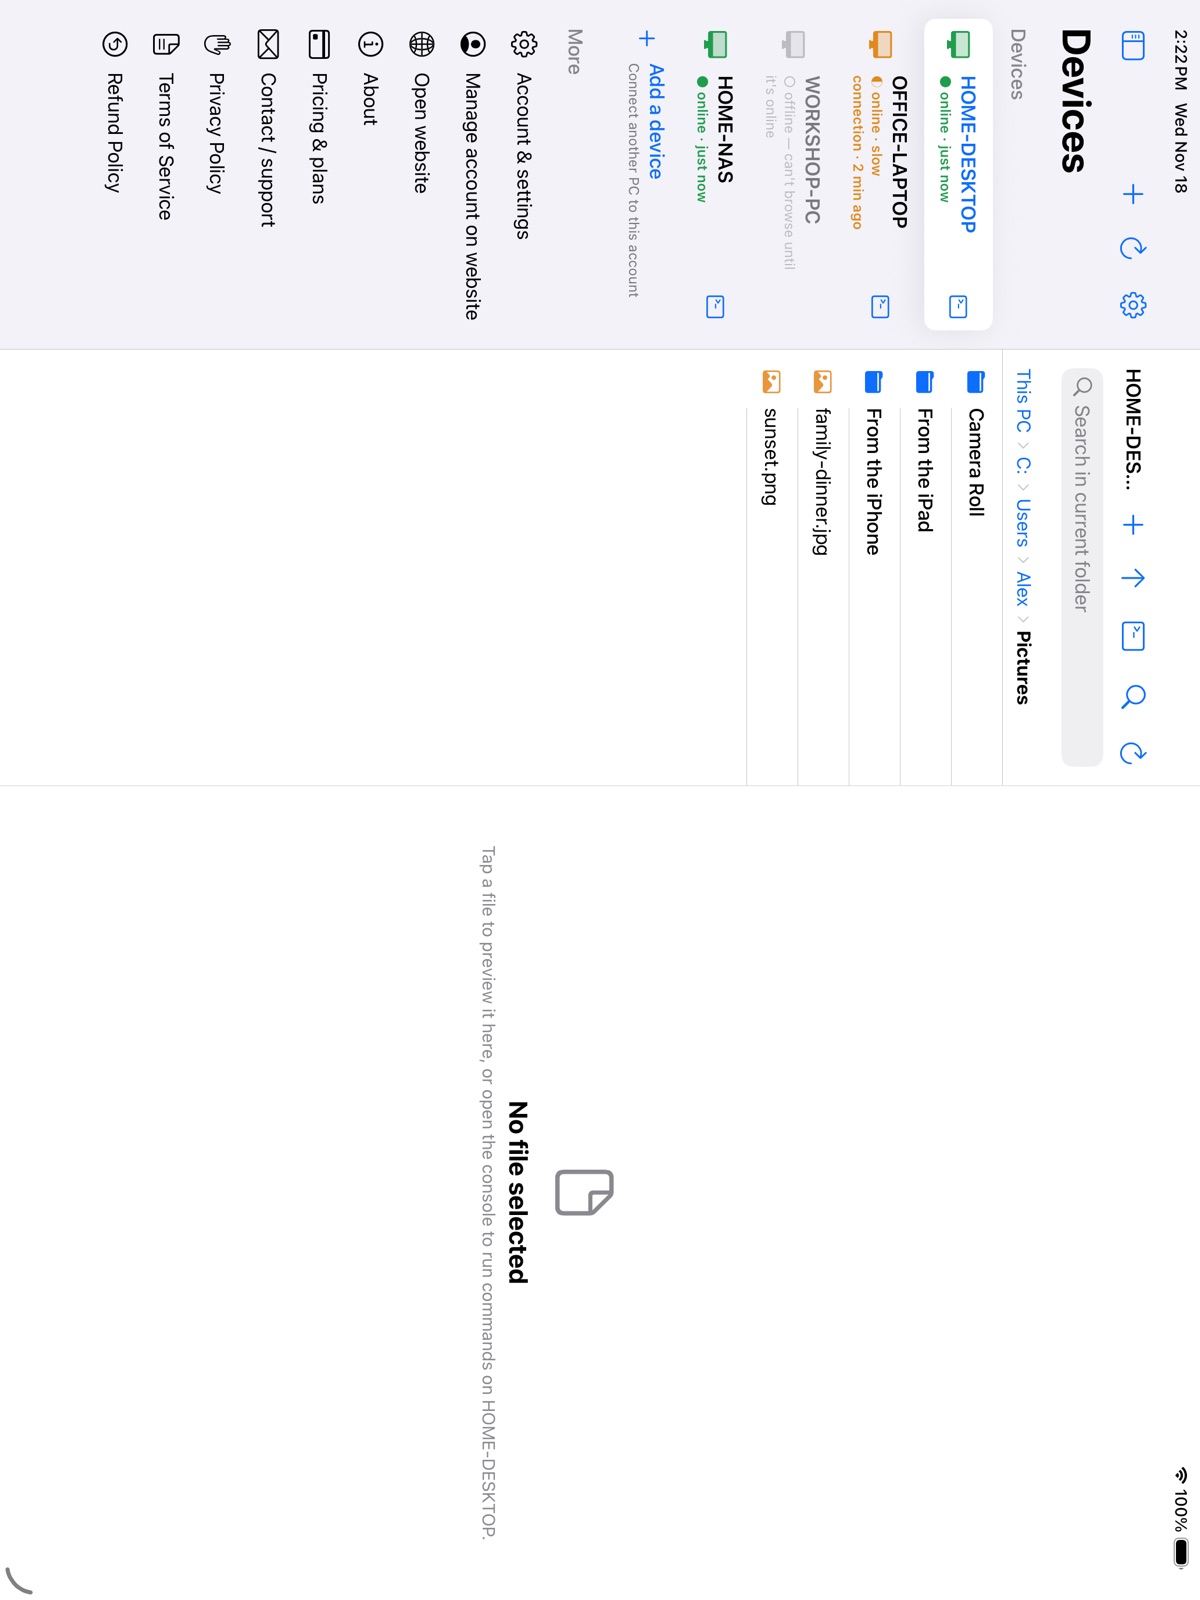 2:22 PM Wed Nov 18
100%
Devices
Devices
HOME-DESKTOP
online · just now
OFFICE-LAPTOP
online · slow
connection · 2 min ago
WORKSHOP-PC
offline — can't browse until
it's online
HOME-NAS
online · just now
Add a device
Connect another PC to this account
More
Account & settings
Manage account on website
Open website
About
Pricing & plans
Contact / support
Privacy Policy
Terms of Service
Refund Policy
HOME-DES...
Search in current folder
This PC > C: > Users > Alex > Pictures
Camera Roll
From the iPad
From the iPhone
family-dinner.jpg
sunset.png
No file selected
Tap a file to preview it here, or open the console to run commands on HOME-DESKTOP.